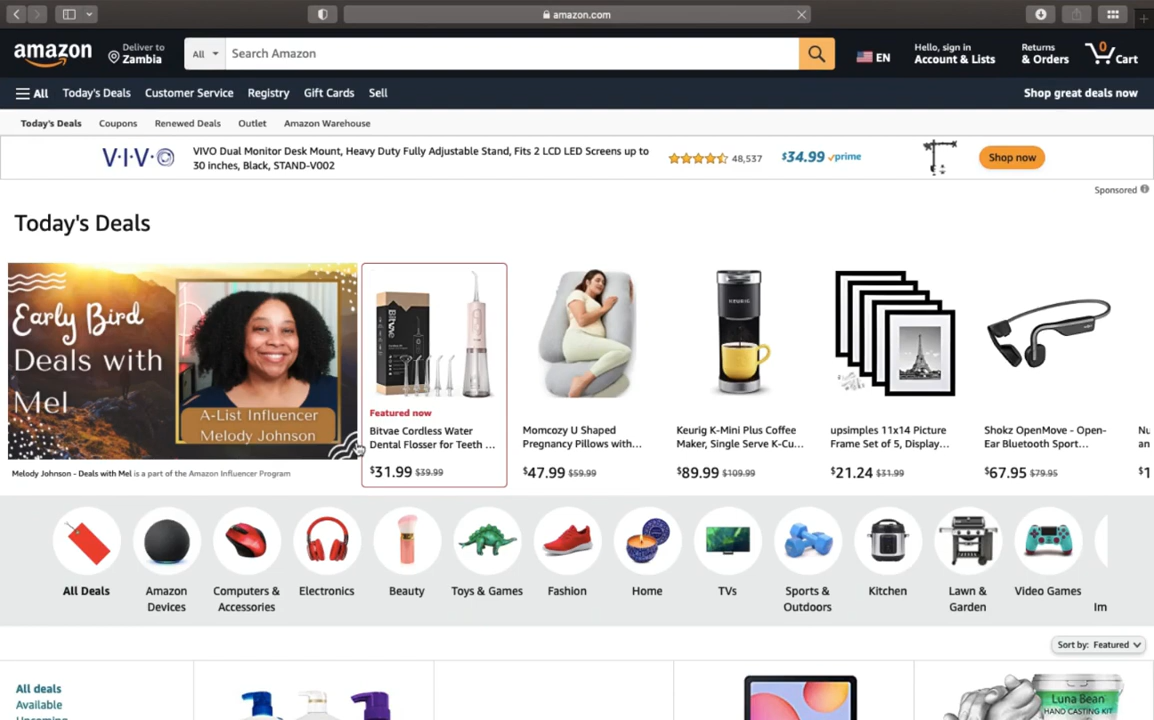 amazon.com
amazon
Deliver to
Zambia
All
Search Amazon
EN
Hello, sign in
Account & Lists
Returns
& Orders
0
Cart
All
Today's Deals
Customer Service
Registry
Gift Cards
Sell
Shop great deals now
Today's Deals
Coupons
Renewed Deals
Outlet
Amazon Warehouse
V·I·V·O
VIVO Dual Monitor Desk Mount, Heavy Duty Fully Adjustable Stand, Fits 2 LCD LED Screens up to
30 inches, Black, STAND-V002
48,537
$34.99 prime
Shop now
Sponsored
Today's Deals
Early Bird
Deals with
Mel
A-List Influencer
Melody Johnson
Melody Johnson - Deals with Mel is a part of the Amazon Influencer Program
Bitvae
Featured now
Bitvae Cordless Water
Dental Flosser for Teeth ...
$31.99 $39.99
Momcozy U Shaped
Pregnancy Pillows with...
$47.99 $59.99
KEURIG
Keurig K-Mini Plus Coffee
Maker, Single Serve K-Cu...
$89.99 $109.99
upsimples 11x14 Picture
Frame Set of 5, Display...
$21.24 $31.99
Shokz OpenMove - Open-
Ear Bluetooth Sport...
$67.95 $79.95
Nu
an
$1
All Deals
Amazon
Devices
Computers &
Accessories
Electronics
Beauty
Toys & Games
Fashion
Home
TVs
Sports &
Outdoors
Kitchen
Lawn &
Garden
Video Games
Im
Sort by: Featured
All deals
Available
Upcoming
Luna Bean
HAND CASTING KIT